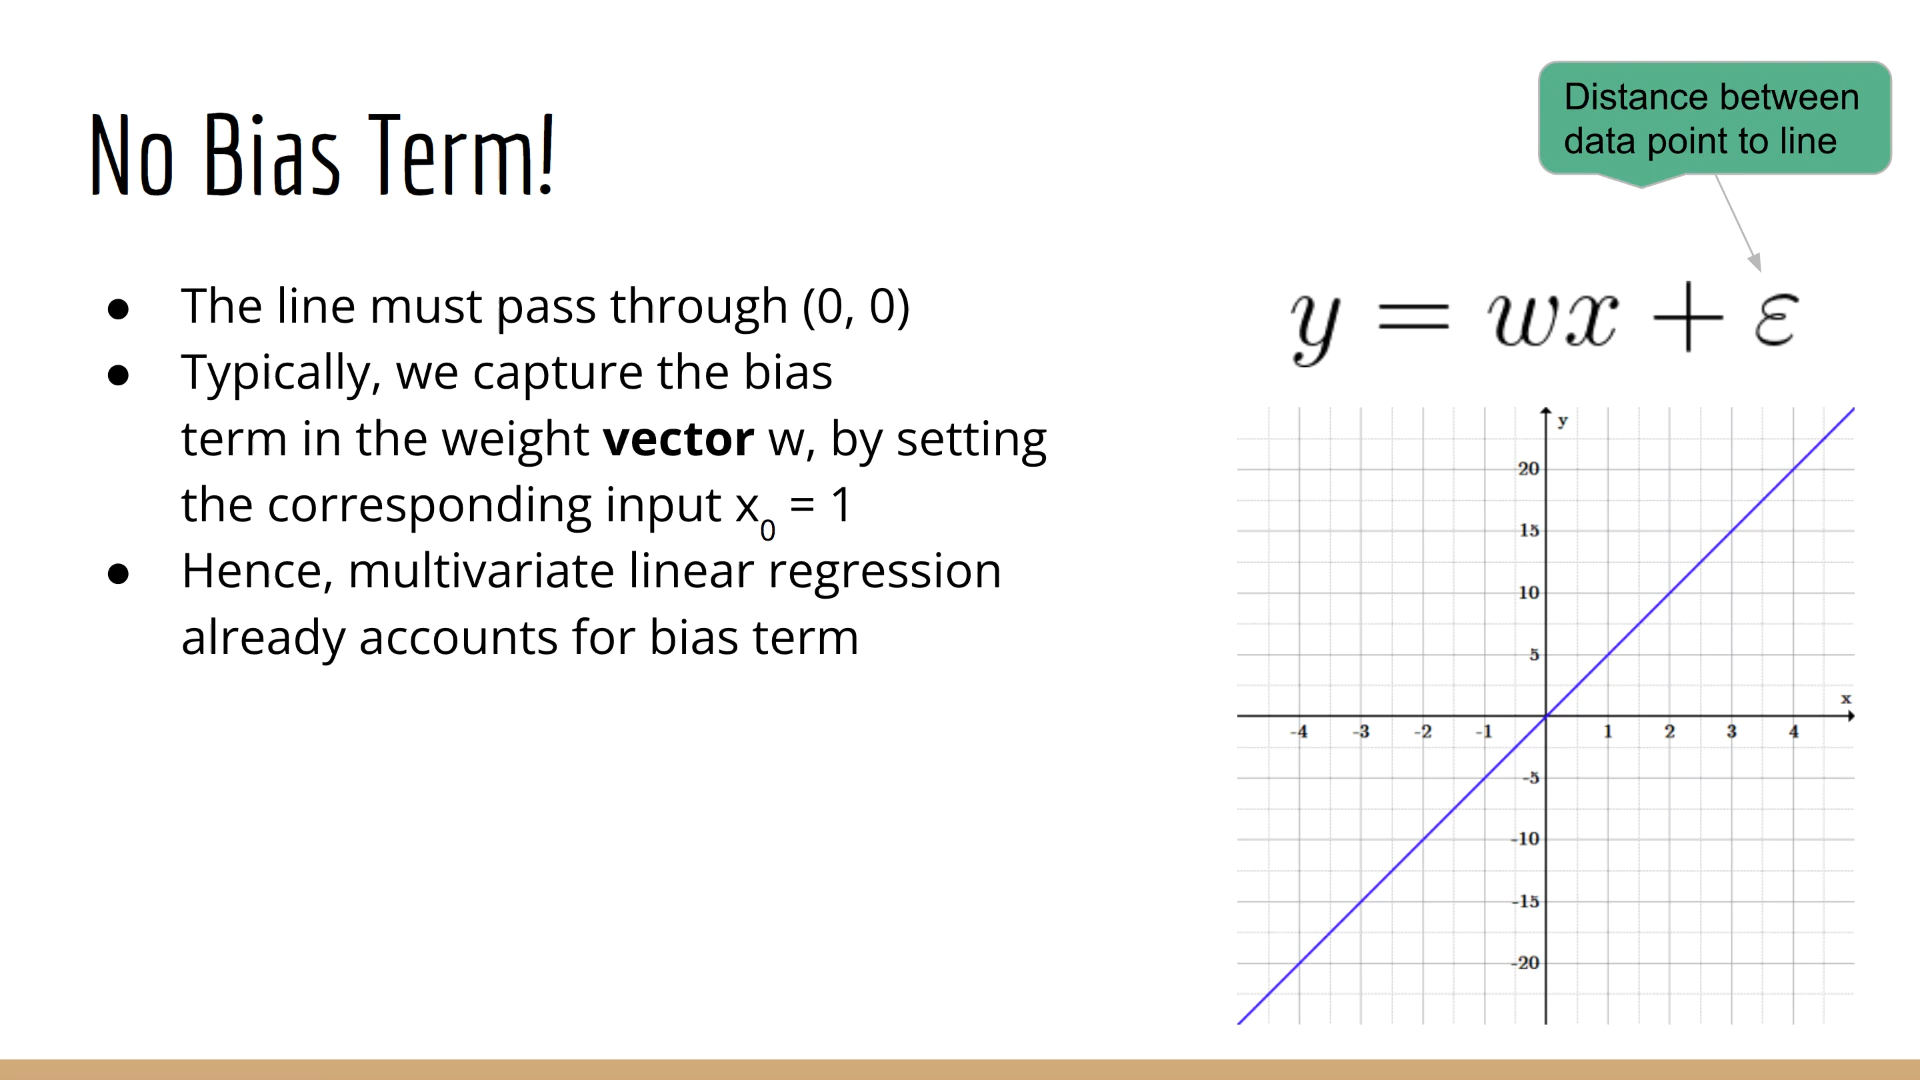 No Bias Term!
Distance between
data point to line
● The line must pass through (0, 0)
● Typically, we capture the bias
term in the weight vector w, by setting
the corresponding input x₀ = 1
● Hence, multivariate linear regression
already accounts for bias term
y = wx + ε
y
20
15
10
5
x
-4 -3 -2 -1 1 2 3 4
-5
-10
-15
-20